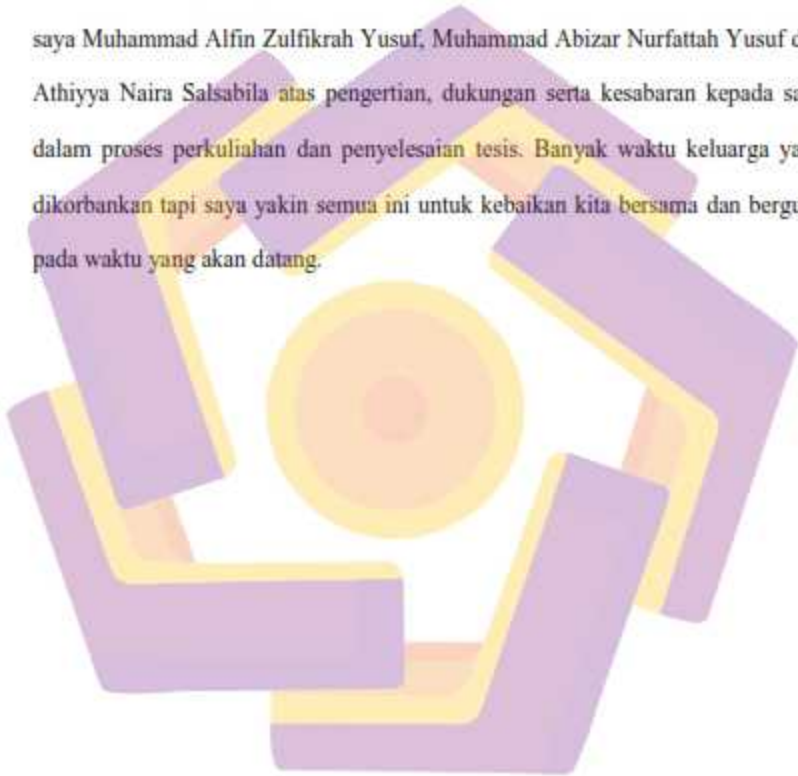 saya Muhammad Alfin Zulfikrah Yusuf, Muhammad Abizar Nurfattah Yusuf
Athiyya Naira Salsabila atas pengertian, dukungan serta kesabaran kepada
dalam proses perkuliahan dan penyelesaian tesis. Banyak waktu keluarga
dikorbankan tapi saya yakin semua ini untuk kebaikan kita bersama dan
pada waktu yang akan datang.